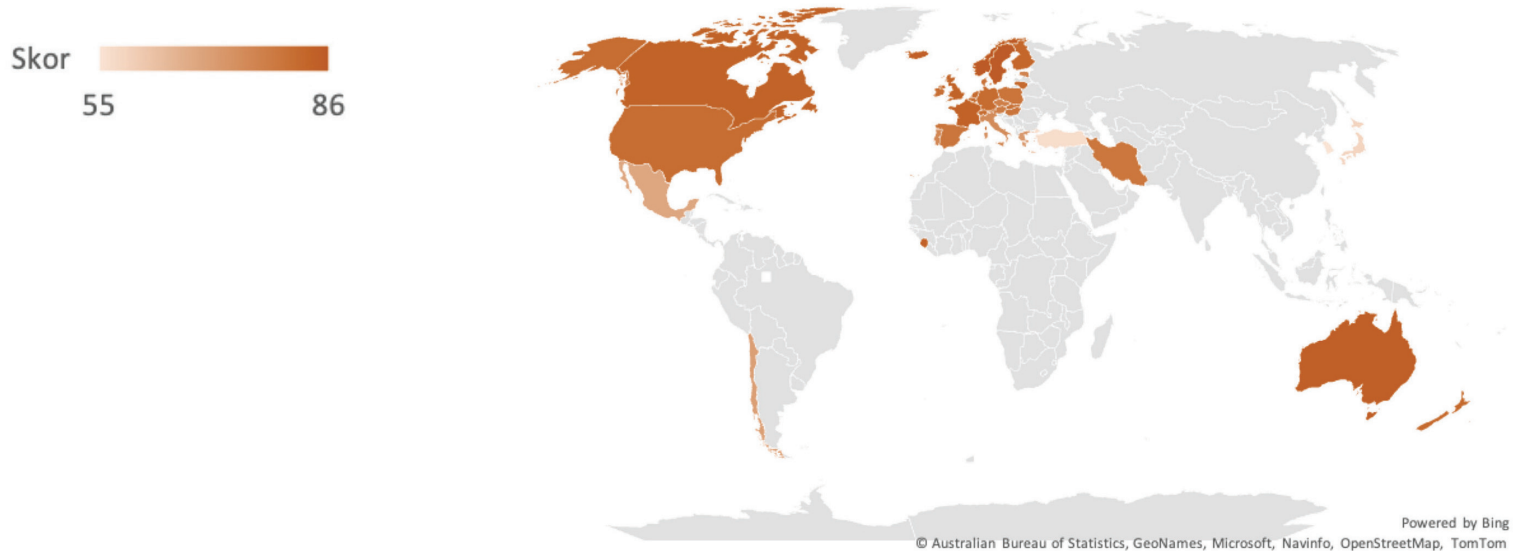 Skor
55 86
Powered by Bing
© Australian Bureau of Statistics, GeoNames, Microsoft, Navinfo, OpenStreetMap, TomTom